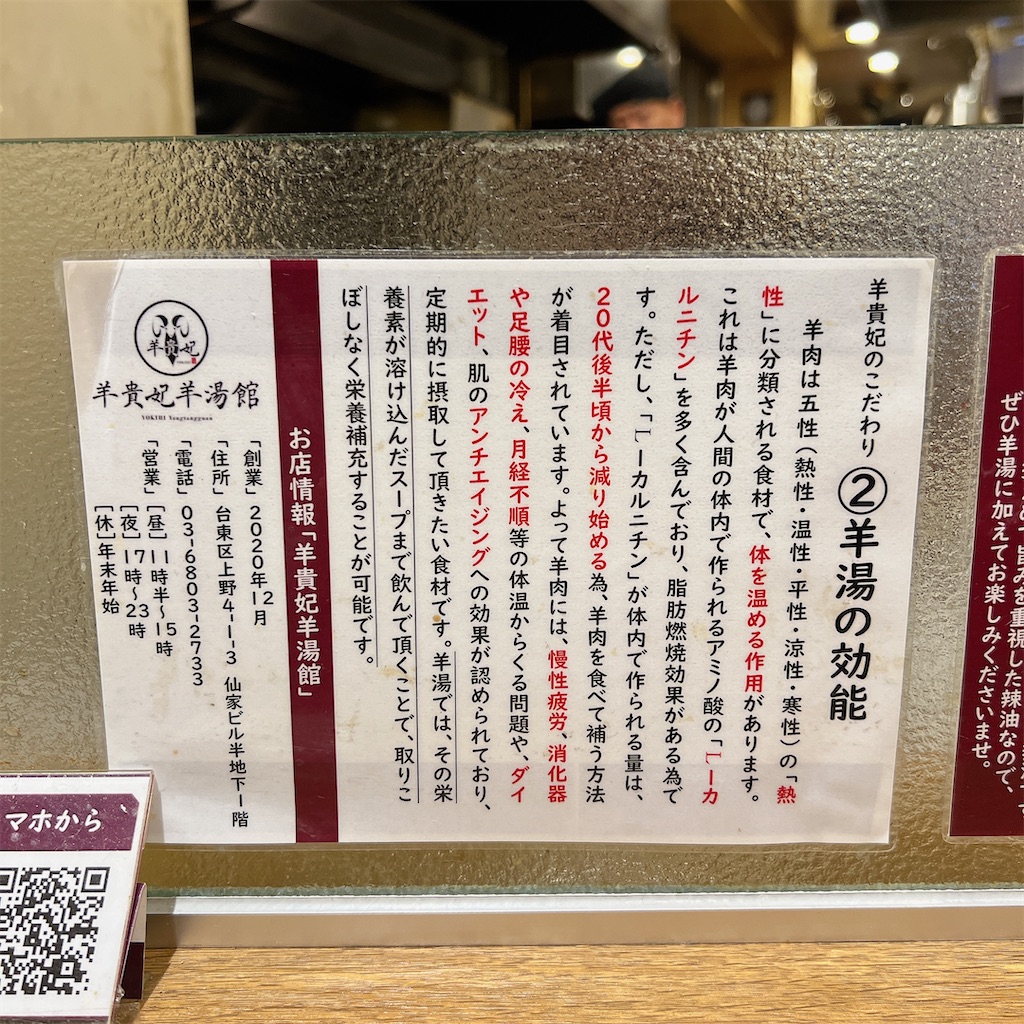 羊貴妃のこだわり
②羊湯の効能
羊肉は五性（熱性・温性・平性・涼性・寒性）の「熱
性」に分類される食材で、体を温める作用があります。
これは羊肉が人間の体内で作られるアミノ酸の「L－カ
ルニチン」を多く含んでおり、脂肪燃焼効果がある為で
す。ただし、「L－カルニチン」が体内で作られる量は、
20代後半頃から減り始める為、羊肉を食べて補う方法
が着目されています。よって羊肉には、慢性疲労、消化器
や足腰の冷え、月経不順等の体温からくる問題や、ダイ
エット、肌のアンチエイジングへの効果が認められており、
定期的に摂取して頂きたい食材です。羊湯では、その栄
養素が溶け込んだスープまで飲んで頂くことで、取りこ
ぼしなく栄養補充することが可能です。
お店情報「羊貴妃羊湯館」
羊貴妃
羊貴妃羊湯館
YOKIHI Yangtangguan
「創業」2020年12月
「住所」台東区上野4-1-3 仙家ビル半地下1階
「電話」03-6803-2733
「営業」[昼]11時半～15時
[夜]17時～23時
[休]年末年始
旨みを重視した辣油なので、
ぜひ羊湯に加えてお楽しみくださいませ。
マホから